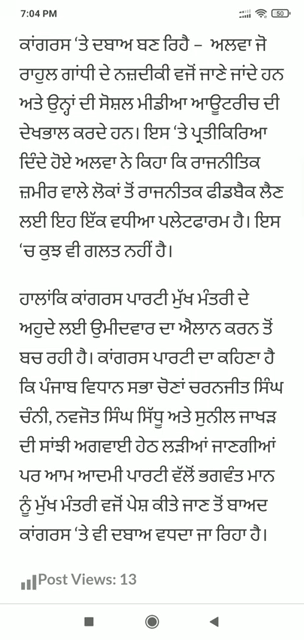 7:04 PM
50
ਕਾਂਗਰਸ 'ਤੇ ਦਬਾਅ ਬਣ ਰਿਹੈ – ਅਲਵਾ ਜੋ
ਰਾਹੁਲ ਗਾਂਧੀ ਦੇ ਨਜ਼ਦੀਕੀ ਵਜੋਂ ਜਾਣੇ ਜਾਂਦੇ ਹਨ
ਅਤੇ ਉਨ੍ਹਾਂ ਦੀ ਸੋਸ਼ਲ ਮੀਡੀਆ ਆਊਟਰੀਚ ਦੀ
ਦੇਖਭਾਲ ਕਰਦੇ ਹਨ। ਇਸ 'ਤੇ ਪ੍ਰਤੀਕਿਰਿਆ
ਦਿੰਦੇ ਹੋਏ ਅਲਵਾ ਨੇ ਕਿਹਾ ਕਿ ਰਾਜਨੀਤਿਕ
ਜ਼ਮੀਰ ਵਾਲੇ ਲੋਕਾਂ ਤੋਂ ਰਾਜਨੀਤਕ ਫੀਡਬੈਕ ਲੈਣ
ਲਈ ਇਹ ਇੱਕ ਵਧੀਆ ਪਲੇਟਫਾਰਮ ਹੈ। ਇਸ
'ਚ ਕੁਝ ਵੀ ਗਲਤ ਨਹੀਂ ਹੈ।
ਹਾਲਾਂਕਿ ਕਾਂਗਰਸ ਪਾਰਟੀ ਮੁੱਖ ਮੰਤਰੀ ਦੇ
ਅਹੁਦੇ ਲਈ ਉਮੀਦਵਾਰ ਦਾ ਐਲਾਨ ਕਰਨ ਤੋਂ
ਬਚ ਰਹੀ ਹੈ। ਕਾਂਗਰਸ ਪਾਰਟੀ ਦਾ ਕਹਿਣਾ ਹੈ
ਕਿ ਪੰਜਾਬ ਵਿਧਾਨ ਸਭਾ ਚੋਣਾਂ ਚਰਨਜੀਤ ਸਿੰਘ
ਚੰਨੀ, ਨਵਜੋਤ ਸਿੰਘ ਸਿੱਧੂ ਅਤੇ ਸੁਨੀਲ ਜਾਖੜ
ਦੀ ਸਾਂਝੀ ਅਗਵਾਈ ਹੇਠ ਲੜੀਆਂ ਜਾਣਗੀਆਂ
ਪਰ ਆਮ ਆਦਮੀ ਪਾਰਟੀ ਵੱਲੋਂ ਭਗਵੰਤ ਮਾਨ
ਨੂੰ ਮੁੱਖ ਮੰਤਰੀ ਵਜੋਂ ਪੇਸ਼ ਕੀਤੇ ਜਾਣ ਤੋਂ ਬਾਅਦ
ਕਾਂਗਰਸ 'ਤੇ ਵੀ ਦਬਾਅ ਵਧਦਾ ਜਾ ਰਿਹਾ ਹੈ।
Post Views: 13